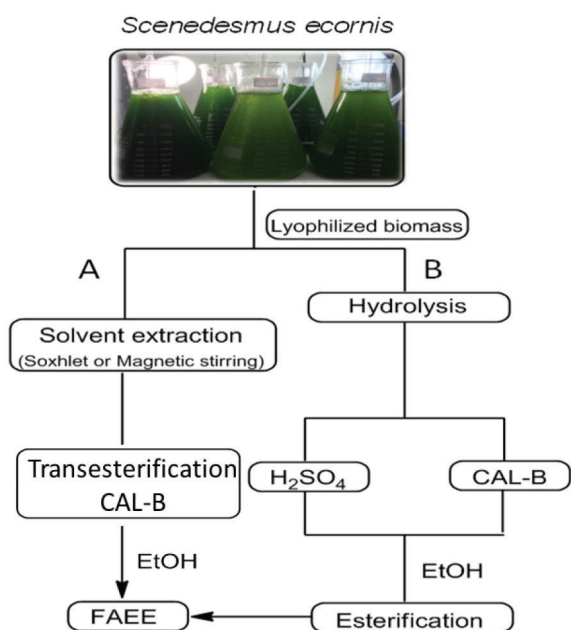 Scenedesmus ecornis
Lyophilized biomass
A
B
Hydrolysis
Solvent extraction
(Soxhlet or Magnetic stirring)
Transesterification
CAL-B
H₂SO₄
CAL-B
EtOH
EtOH
FAEE
Esterification